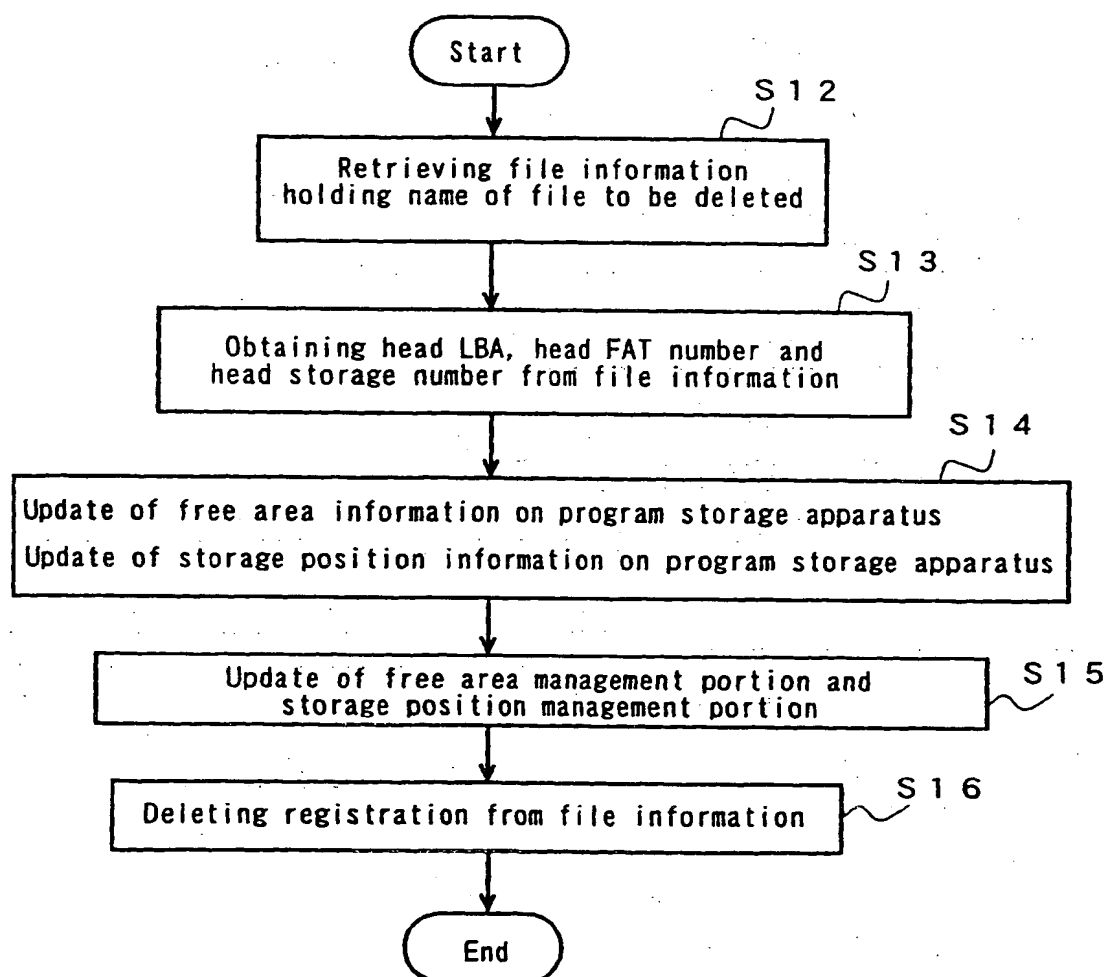 Start
S12
Retrieving file information
holding name of file to be deleted
S13
Obtaining head LBA, head FAT number and
head storage number from file information
S14
Update of free area information on program storage apparatus
Update of storage position information on program storage apparatus
S15
Update of free area management portion and
storage position management portion
S16
Deleting registration from file information
End